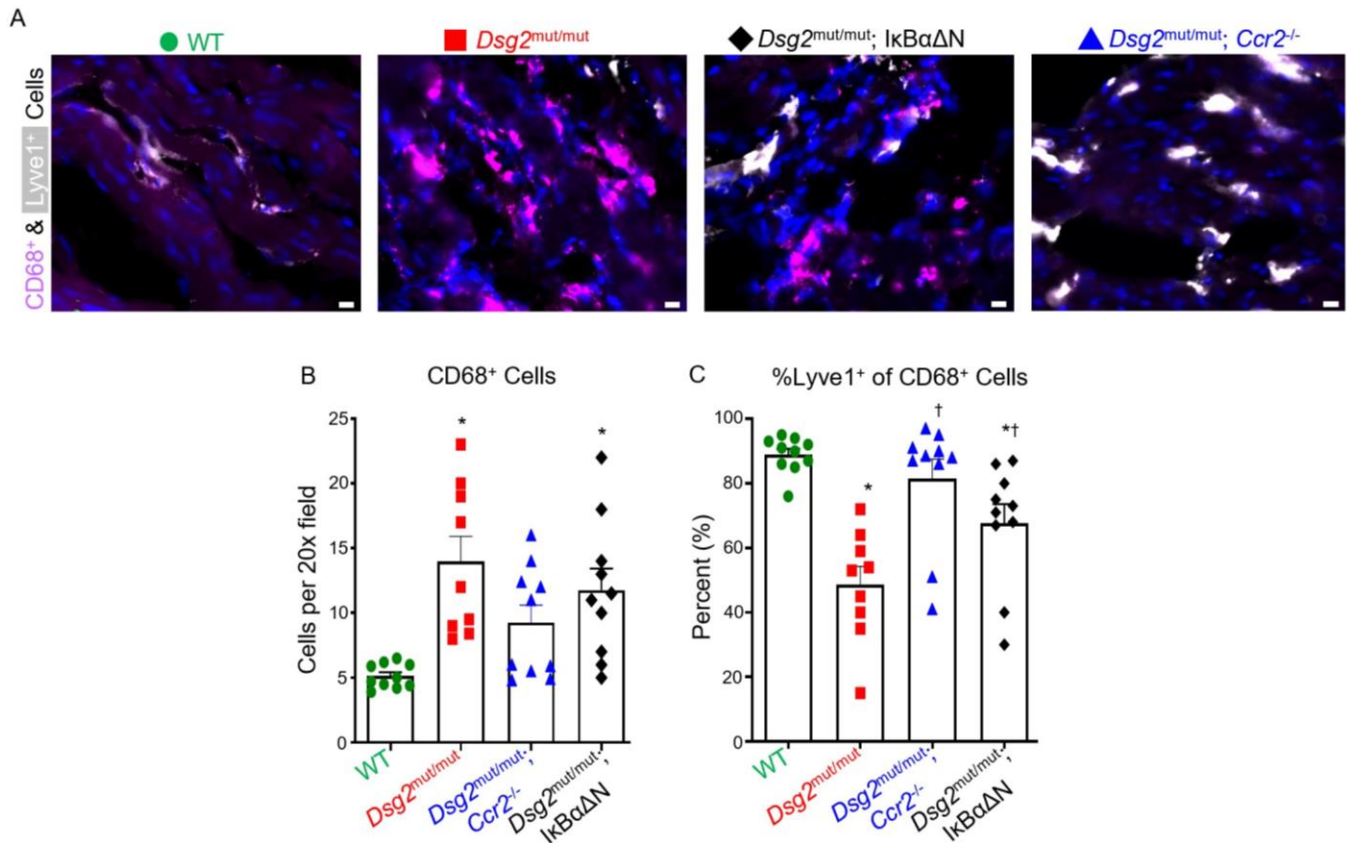 A
WT
Dsg2mut/mut
Dsg2mut/mut; IκBαΔN
Dsg2mut/mut; Ccr2-/-
CD68+ & Lyve1+ Cells
B
CD68+ Cells
Cells per 20x field
25
20
15
10
5
0
*
*
WT
Dsg2mut/mut
Dsg2mut/mut;
Ccr2-/-
Dsg2mut/mut;
IκBαΔN
C
%Lyve1+ of CD68+ Cells
Percent (%)
100
80
60
40
20
0
*
†
*†
WT
Dsg2mut/mut
Dsg2mut/mut;
Ccr2-/-
Dsg2mut/mut;
IκBαΔN